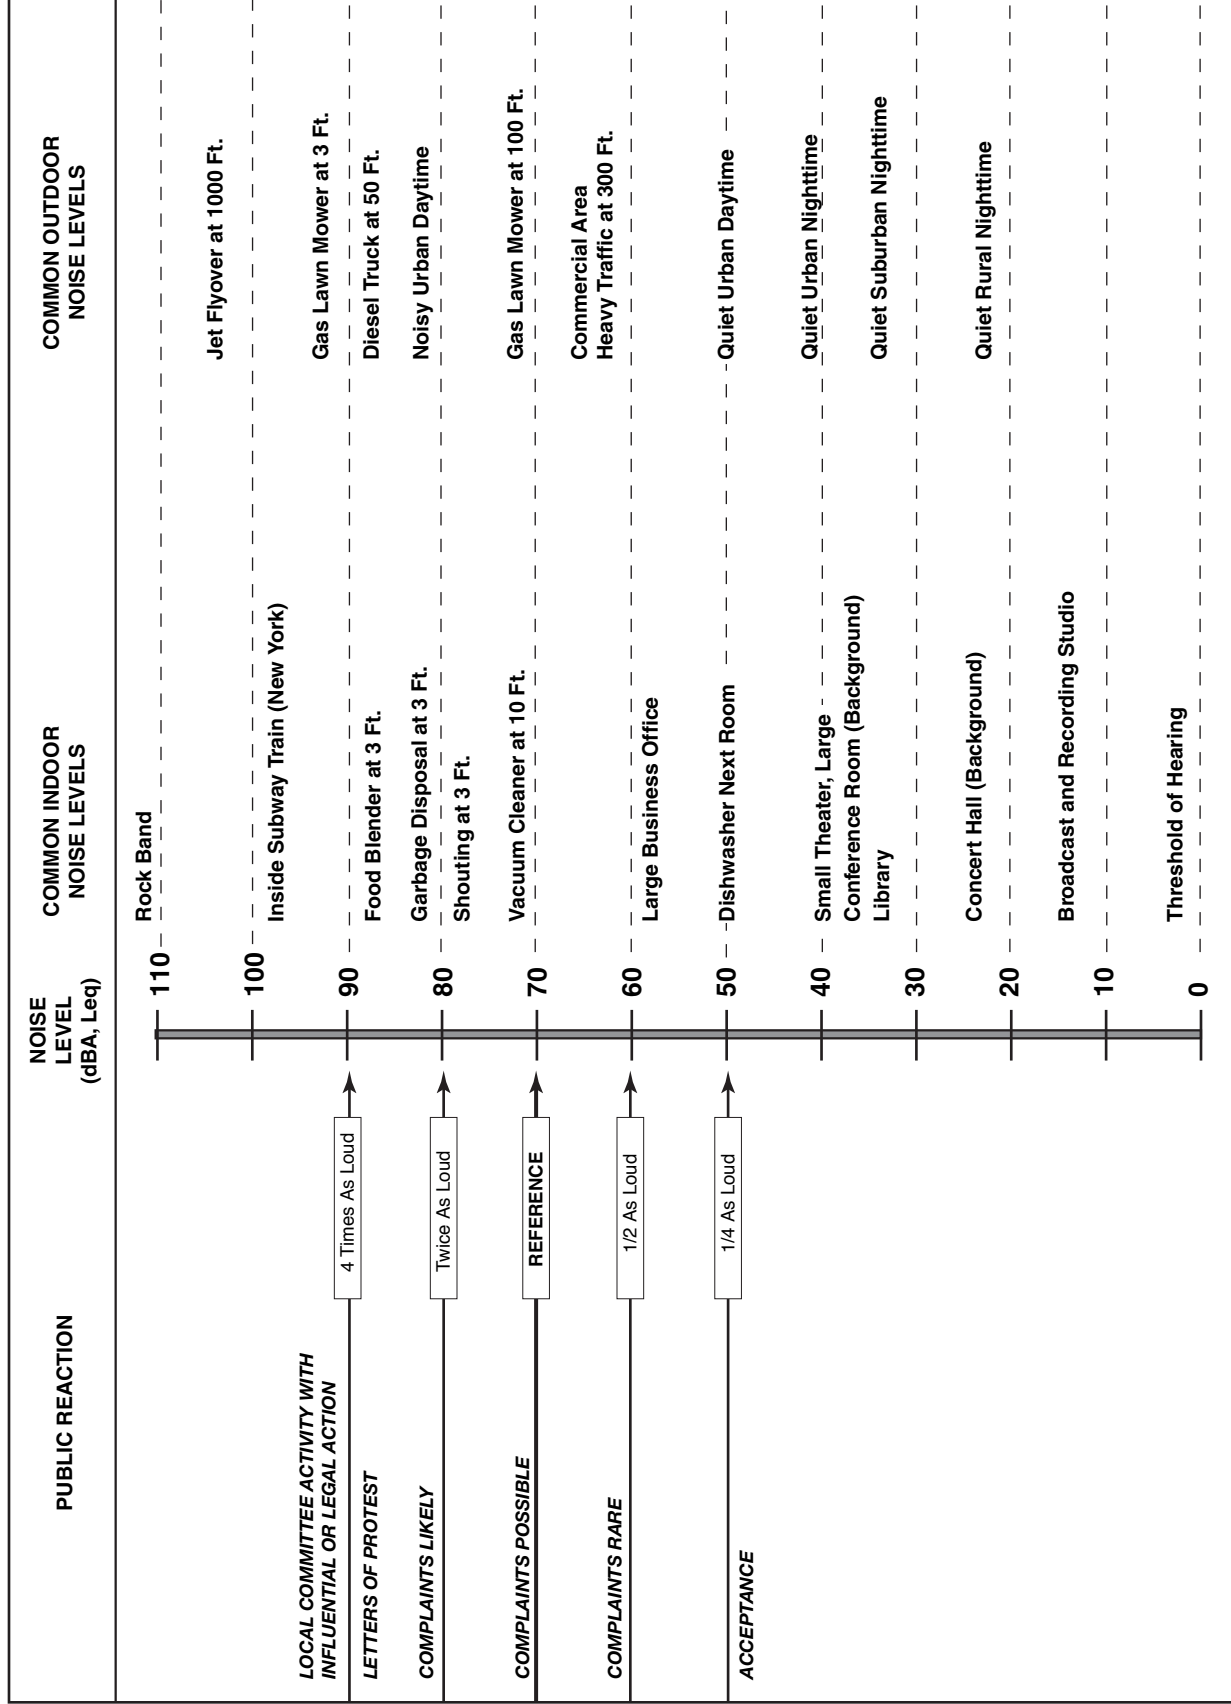 PUBLIC REACTION
NOISE
LEVEL
(dBA, Leq)
COMMON INDOOR
NOISE LEVELS
COMMON OUTDOOR
NOISE LEVELS
LOCAL COMMITTEE ACTIVITY WITH
INFLUENTIAL OR LEGAL ACTION
LETTERS OF PROTEST
COMPLAINTS LIKELY
COMPLAINTS POSSIBLE
COMPLAINTS RARE
ACCEPTANCE
4 Times As Loud
Twice As Loud
REFERENCE
1/2 As Loud
1/4 As Loud
110
100
90
80
70
60
50
40
30
20
10
0
Rock Band
Inside Subway Train (New York)
Food Blender at 3 Ft.
Garbage Disposal at 3 Ft.
Shouting at 3 Ft.
Vacuum Cleaner at 10 Ft.
Large Business Office
Dishwasher Next Room
Small Theater, Large
Conference Room (Background)
Library
Concert Hall (Background)
Broadcast and Recording Studio
Threshold of Hearing
Jet Flyover at 1000 Ft.
Gas Lawn Mower at 3 Ft.
Diesel Truck at 50 Ft.
Noisy Urban Daytime
Gas Lawn Mower at 100 Ft.
Commercial Area
Heavy Traffic at 300 Ft.
Quiet Urban Daytime
Quiet Urban Nighttime
Quiet Suburban Nighttime
Quiet Rural Nighttime